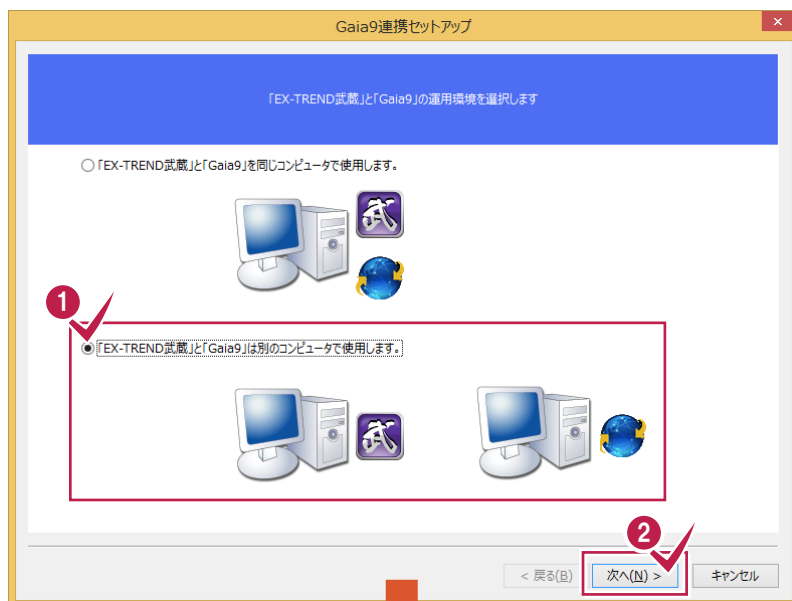 Gaia9連携セットアップ
「EX-TREND武蔵」と「Gaia9」の運用環境を選択します
「EX-TREND武蔵」と「Gaia9」を同じコンピュータで使用します。
武
1
「EX-TREND武蔵」と「Gaia9」は別のコンピュータで使用します。
武
2
< 戻る(B) 次へ(N) > キャンセル